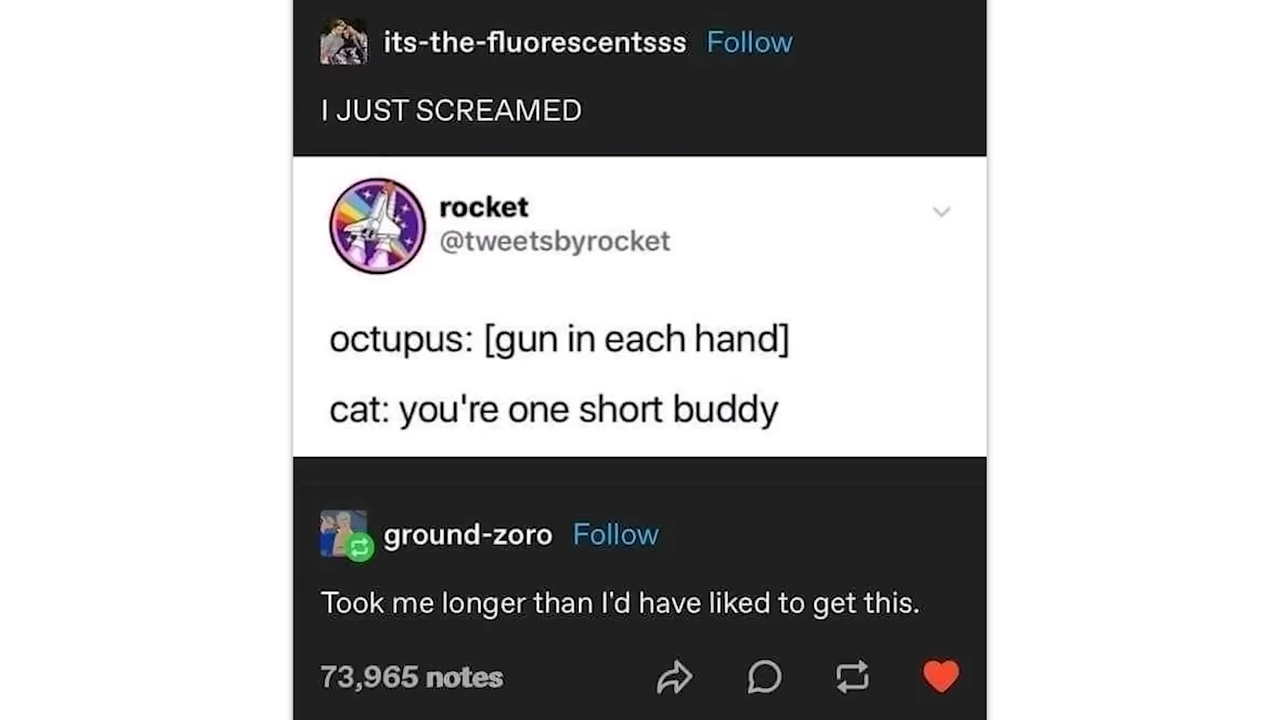 its-the-fluorescentsss Follow
I JUST SCREAMED
rocket
@tweetsbyrocket
octupus: [gun in each hand]
cat: you're one short buddy
ground-zoro Follow
Took me longer than I'd have liked to get this.
73,965 notes